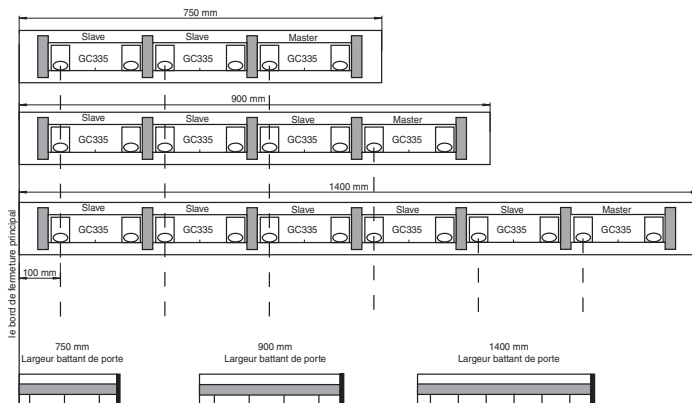 750 mm
Slave Slave Master
GC335 GC335 GC335
900 mm
Slave Slave Slave Master
GC335 GC335 GC335 GC335
1400 mm
Slave Slave Slave Slave Slave Master
GC335 GC335 GC335 GC335 GC335 GC335
100 mm
le bord de fermeture principal
750 mm
Largeur battant de porte
900 mm
Largeur battant de porte
1400 mm
Largeur battant de porte